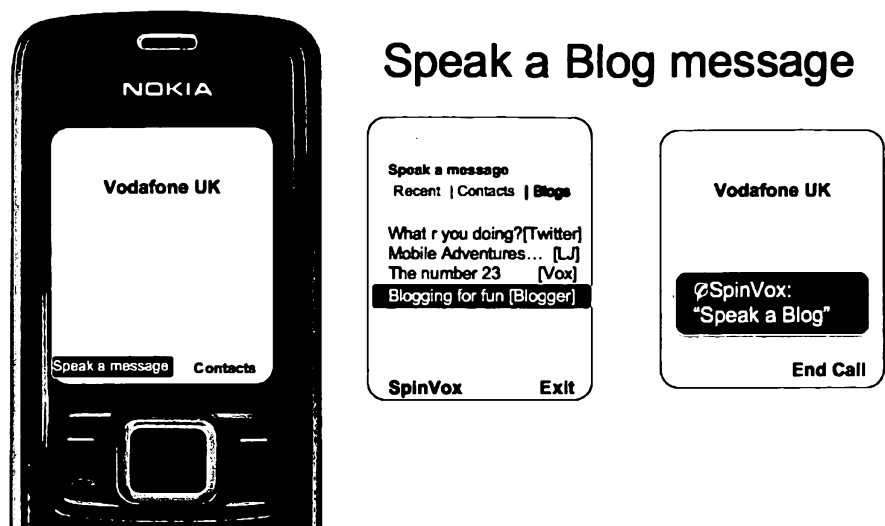 Speak a Blog message
NOKIA
Vodafone UK
Speak a message Contacts
Speak a message
Recent | Contacts | Blogs
What r you doing?[Twitter]
Mobile Adventures... [LJ]
The number 23 [Vox]
Blogging for fun [Blogger]
SpinVox Exit
Vodafone UK
SpinVox:
“Speak a Blog”
End Call